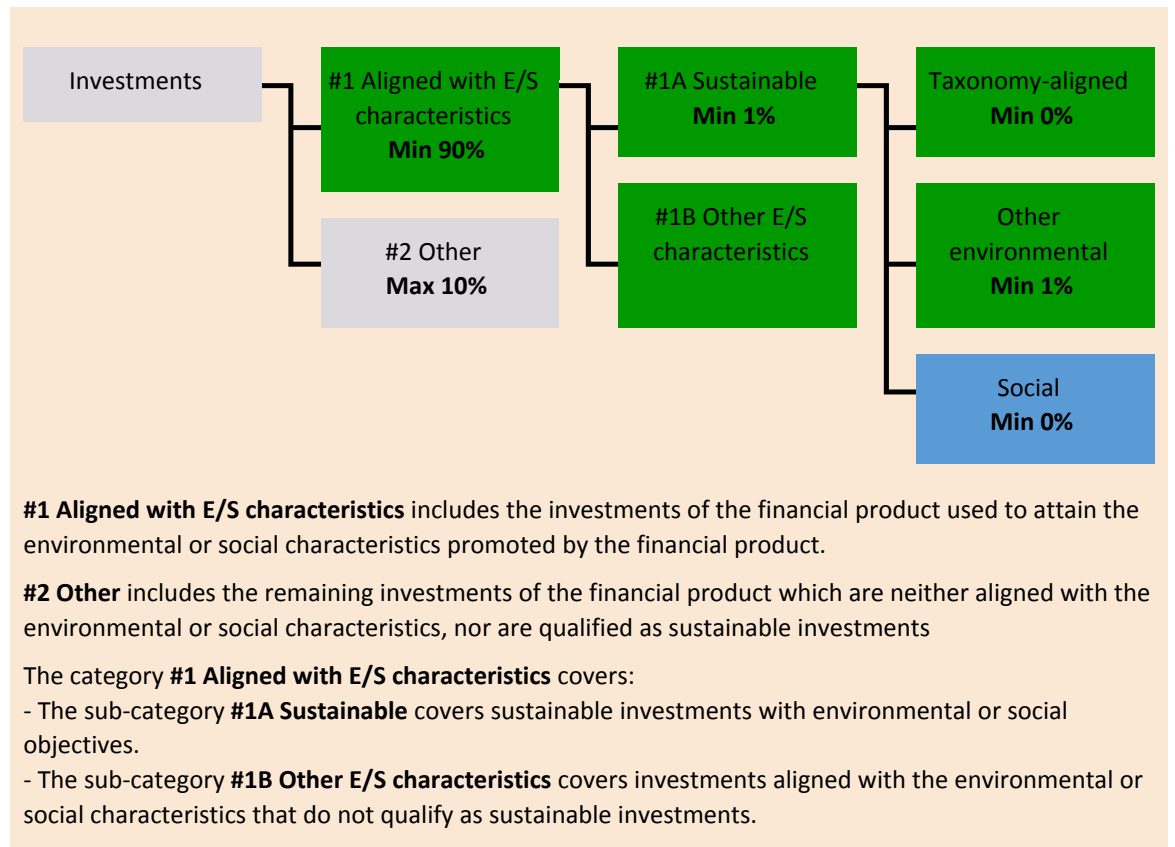 Investments
#1 Aligned with E/S
characteristics
Min 90%
#2 Other
Max 10%
#1A Sustainable
Min 1%
#1B Other E/S
characteristics
Taxonomy-aligned
Min 0%
Other
environmental
Min 1%
Social
Min 0%
#1 Aligned with E/S characteristics includes the investments of the financial product used to attain the
environmental or social characteristics promoted by the financial product.
#2 Other includes the remaining investments of the financial product which are neither aligned with the
environmental or social characteristics, nor are qualified as sustainable investments
The category #1 Aligned with E/S characteristics covers:
- The sub-category #1A Sustainable covers sustainable investments with environmental or social
objectives.
- The sub-category #1B Other E/S characteristics covers investments aligned with the environmental or
social characteristics that do not qualify as sustainable investments.